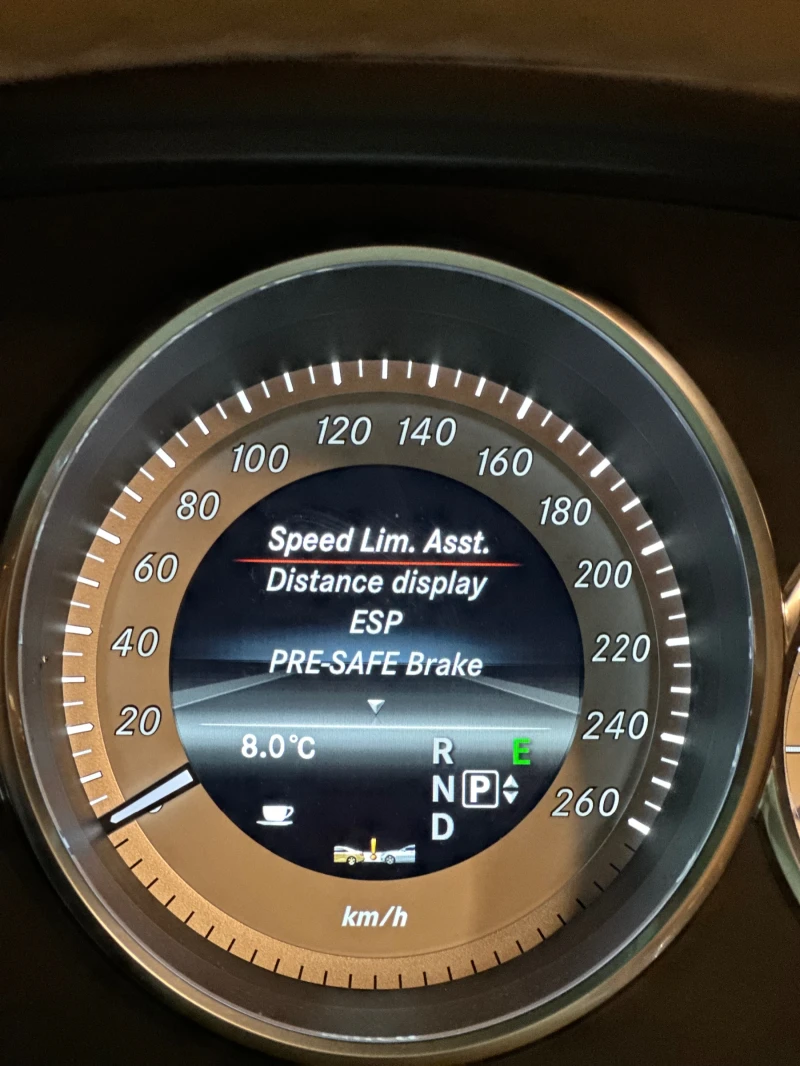 120 140
100 160
80 180
60 200
40 220
20 240
260
Speed Lim. Asst.
Distance display
ESP
PRE-SAFE Brake
8.0°C
R E
N P
D
km/h